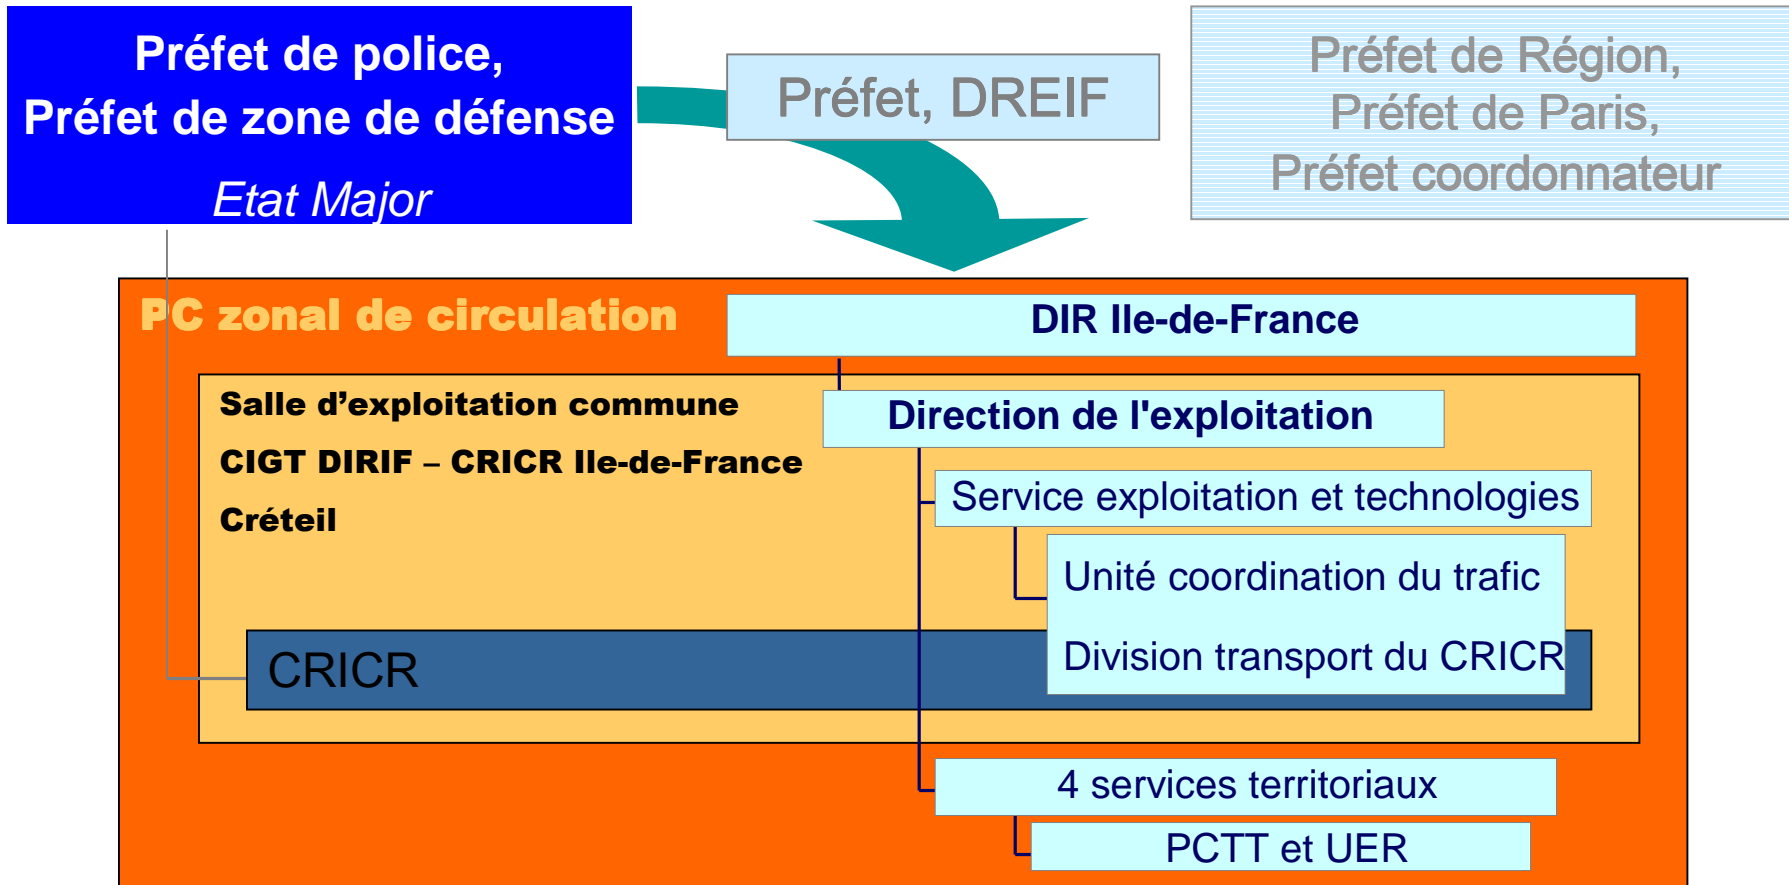 Préfet de police,
Préfet de zone de défense
Etat Major
Préfet, DREIF
Préfet de Région,
Préfet de Paris,
Préfet coordonnateur
PC zonal de circulation
DIR Ile-de-France
Salle d’exploitation commune
CIGT DIRIF – CRICR Ile-de-France
Créteil
Direction de l'exploitation
Service exploitation et technologies
Unité coordination du trafic
Division transport du CRICR
CRICR
4 services territoriaux
PCTT et UER